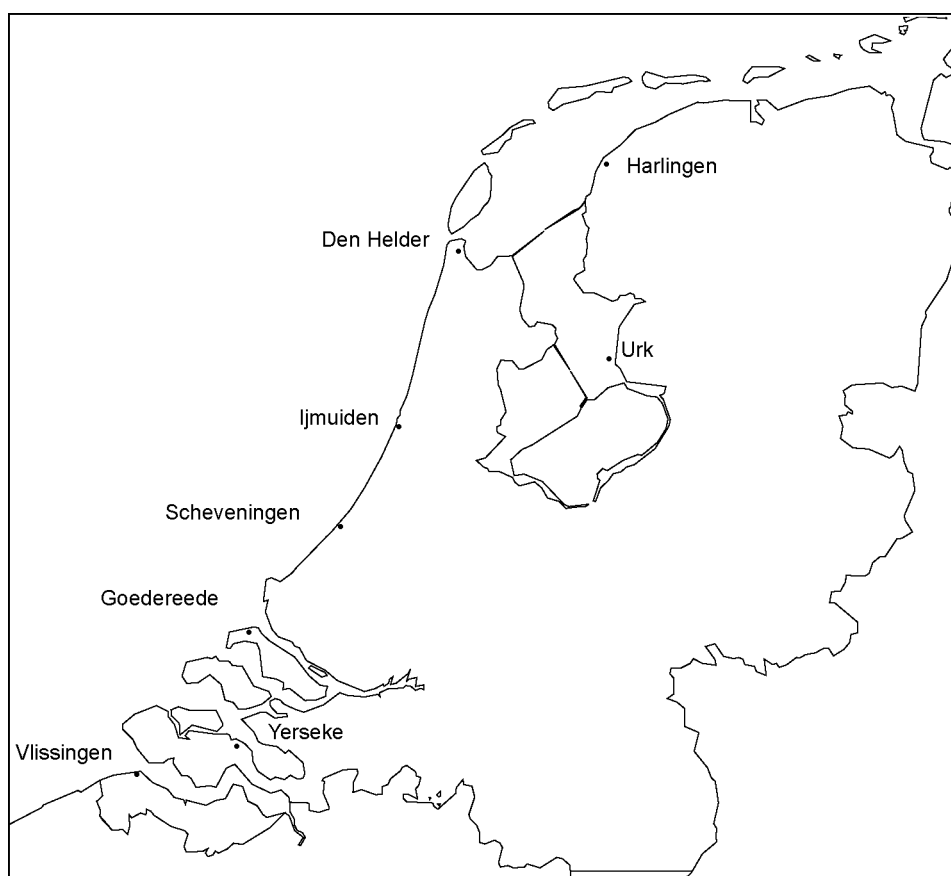 Harlingen
Den Helder
Urk
Ijmuiden
Scheveningen
Goedereede
Yerseke
Vlissingen